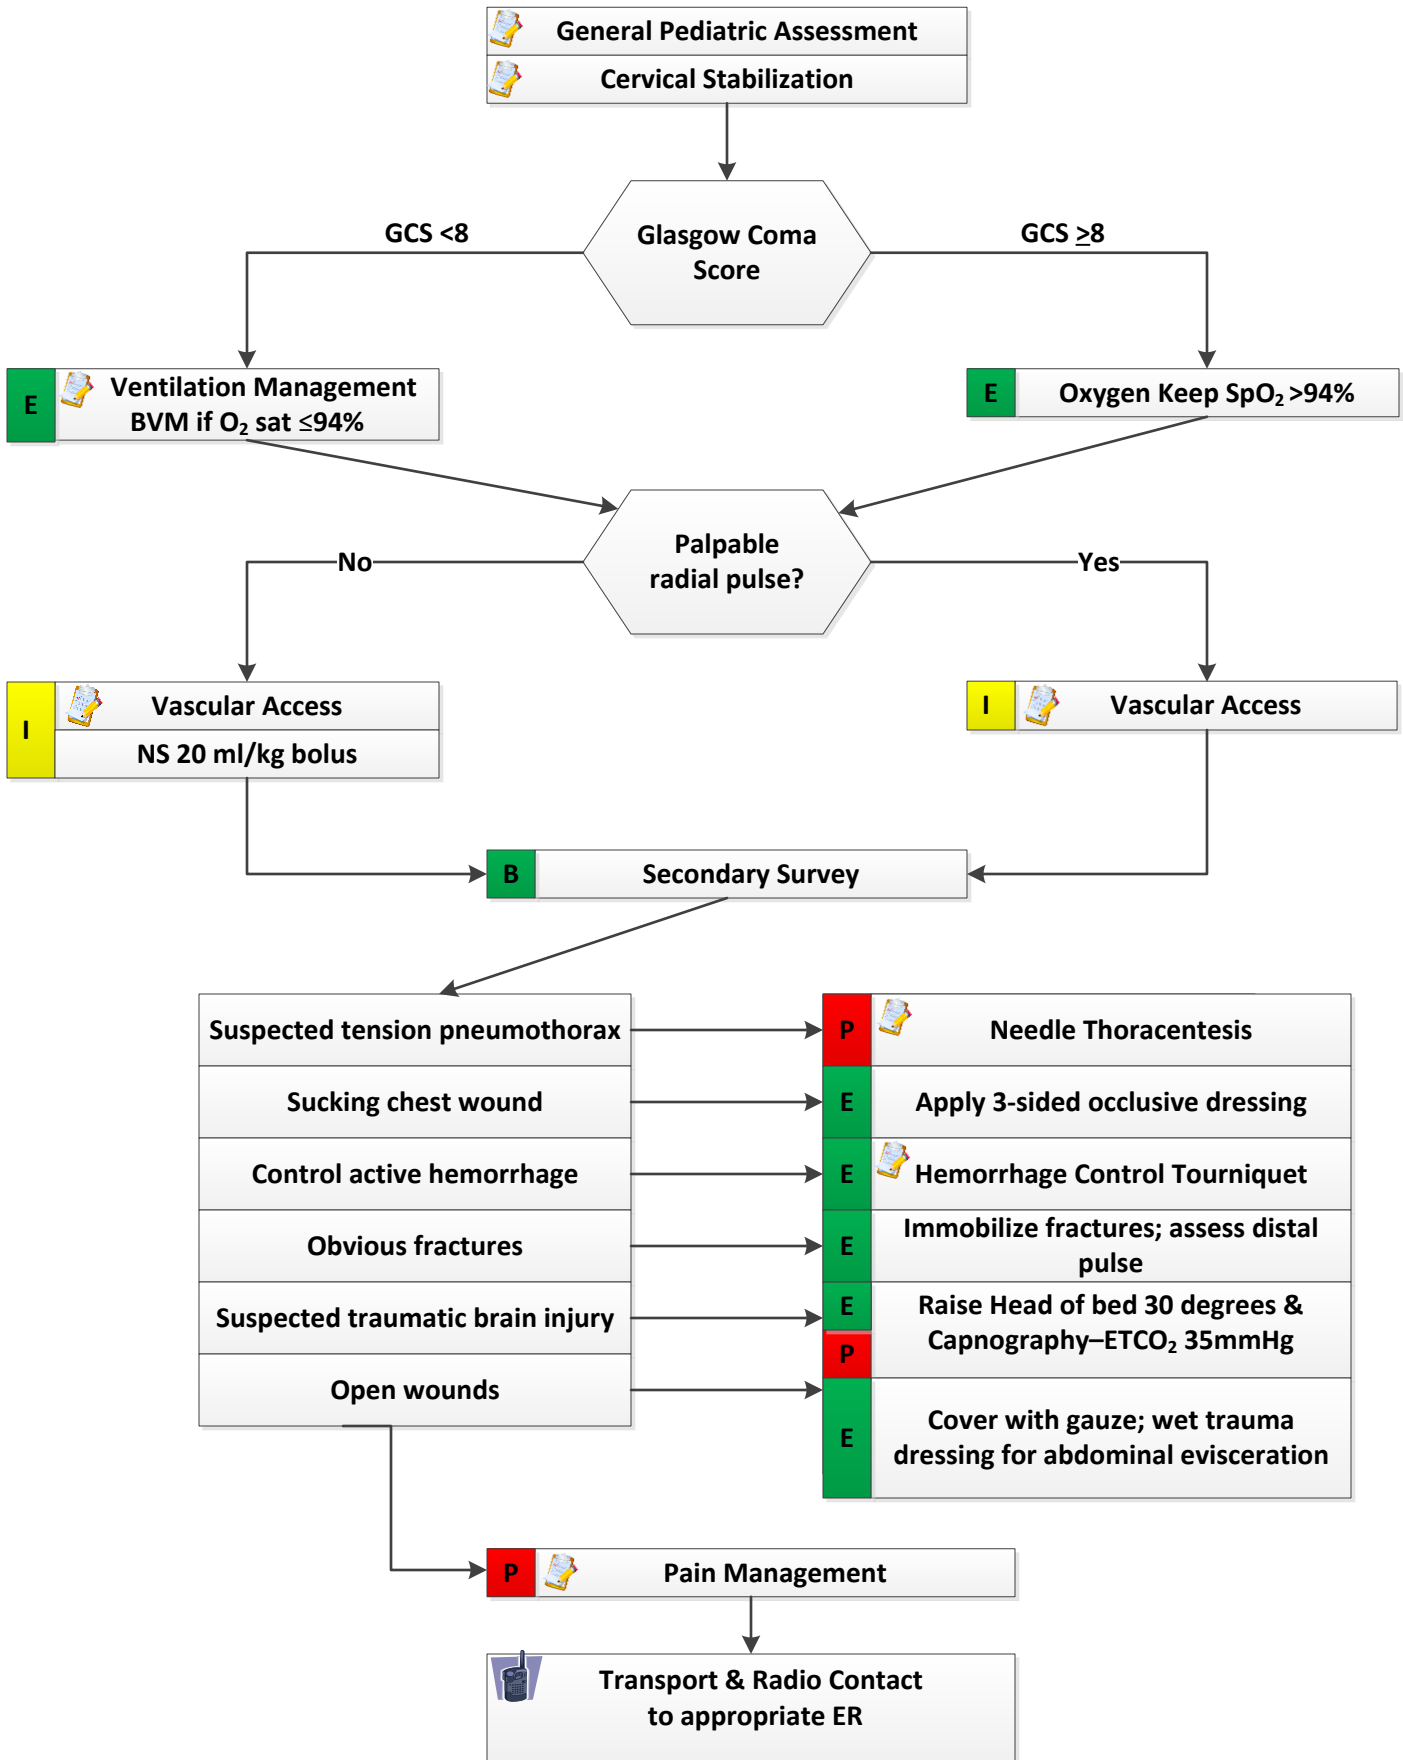 General Pediatric Assessment
Cervical Stabilization
GCS <8
Glasgow Coma
Score
GCS ≥8
E
Ventilation Management
BVM if O₂ sat ≤94%
E
Oxygen Keep SpO₂ >94%
Palpable
radial pulse?
No
Yes
I
Vascular Access
NS 20 ml/kg bolus
I
Vascular Access
B
Secondary Survey
Suspected tension pneumothorax
P
Needle Thoracentesis
Sucking chest wound
E
Apply 3-sided occlusive dressing
Control active hemorrhage
E
Hemorrhage Control Tourniquet
Obvious fractures
E
Immobilize fractures; assess distal
pulse
Suspected traumatic brain injury
E
P
Raise Head of bed 30 degrees &
Capnography–ETCO₂ 35mmHg
Open wounds
E
Cover with gauze; wet trauma
dressing for abdominal evisceration
P
Pain Management
Transport & Radio Contact
to appropriate ER